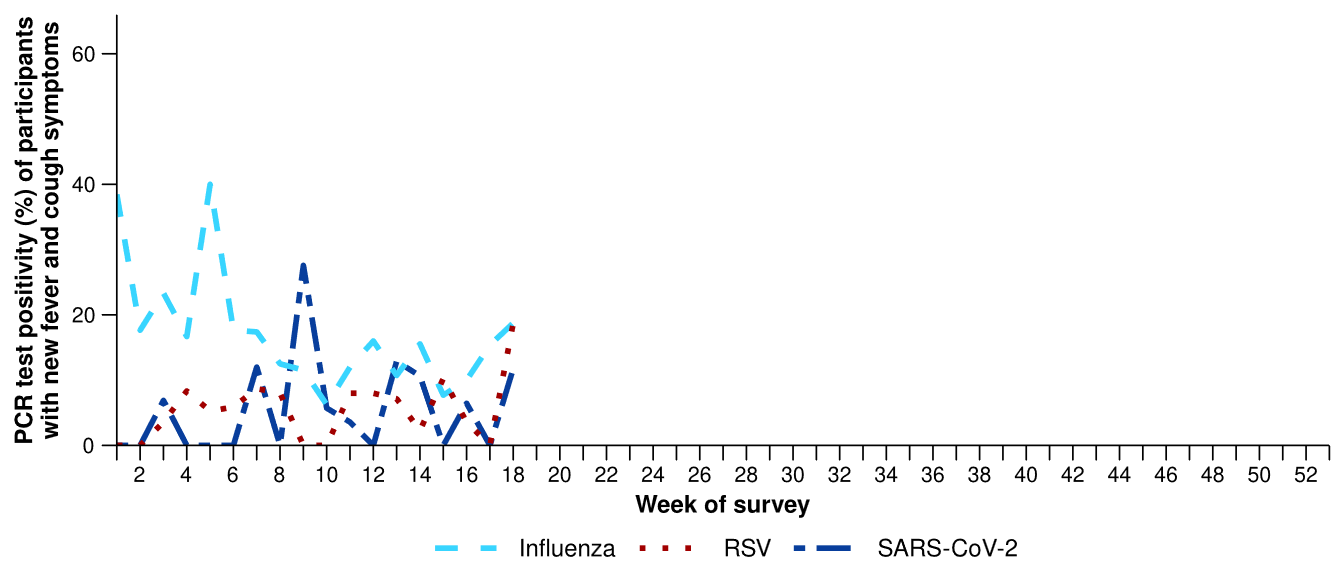 PCR test positivity (%) of participants
with new fever and cough symptoms
60
40
20
0
2 4 6 8 10 12 14 16 18 20 22 24 26 28 30 32 34 36 38 40 42 44 46 48 50 52
Week of survey
Influenza RSV SARS-CoV-2